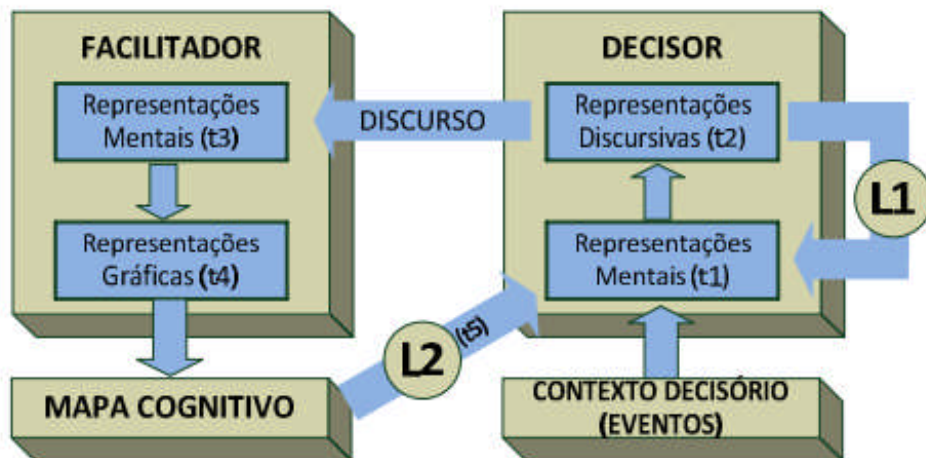 FACILITADOR
Representações
Mentais (t3)
Representações
Gráficas (t4)
MAPA COGNITIVO
DISCURSO
L2
(t5)
DECISOR
Representações
Discursivas (t2)
Representações
Mentais (t1)
L1
CONTEXTO DECISÓRIO
(EVENTOS)